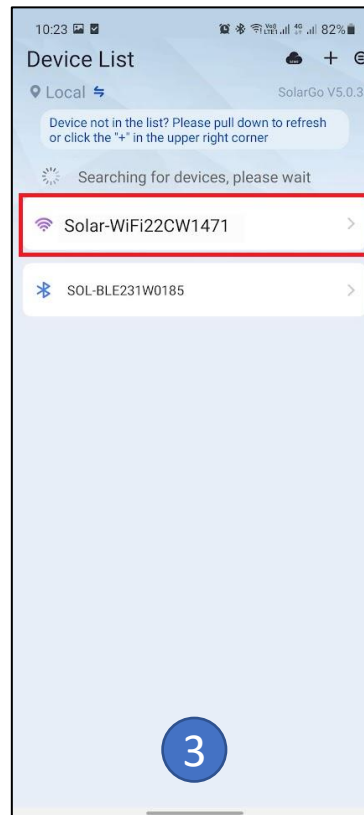 10:23 82%
Device List
Local SolarGo V5.0.3
Device not in the list? Please pull down to refresh
or click the "+" in the upper right corner
Searching for devices, please wait
Solar-WiFi22CW1471
SOL-BLE231W0185
3